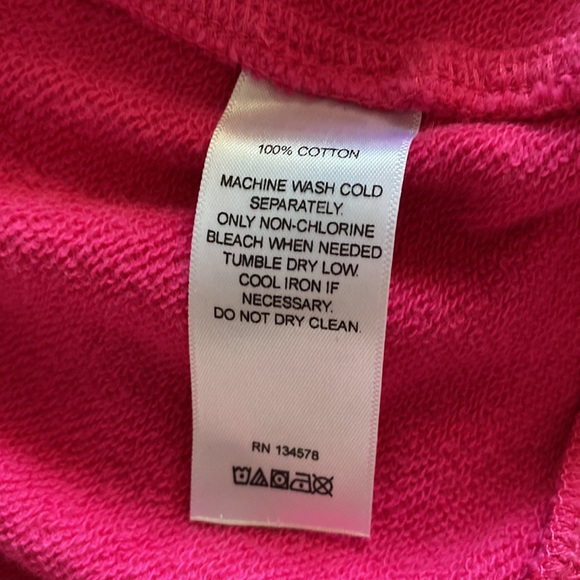 100% COTTON
MACHINE WASH COLD
SEPARATELY.
ONLY NON-CHLORINE
BLEACH WHEN NEEDED
TUMBLE DRY LOW.
COOL IRON IF
NECESSARY.
DO NOT DRY CLEAN.
RN 134578